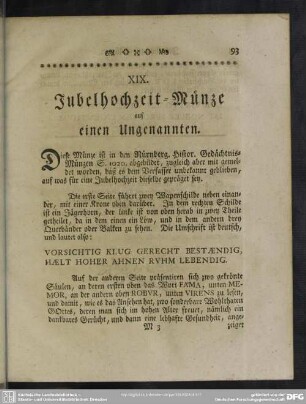 93
XIX.
Jubelhochzeit-Münze
auf
einen Ungenannten.
Diese Münze ist in den Nürnberg. Histor. Gedächtnis-
Münzen S. abgebildet, zugleich aber mit gemel-
det worden, daß es dem Verfasser unbekannt geblieben,
auf was für eine Jubelhochzeit dieselbe gepräget sey.
Die erste Seite führet zwey Wapenschilde neben einan-
der, mit einer Krone oben darüber. In dem rechten Schilde
ist ein Jägerhorn, der linke ist von oben herab in zwey Theile
getheilet, da in dem einen ein Löw, und in dem andern drey
Querbänder oder Balken zu sehen. Die Umschrift ist deutsch,
und lautet also:
VORSICHTIG KLUG GERECHT BESTÆNDIG,
HÆLT HOHER AHNEN RVHM LEBENDIG.
Auf der andern Seite präsentiren sich zwo gekrönte
Säulen, an deren ersten oben das Wort FAMA, unten ME-
MOR, an der andern oben ROBVR, unten VIRENS zu lesen,
und damit, wie es das Ansehen hat, zwo sonderbare Wohlthaten
GOttes, deren man sich im hohen Alter freuet, nämlich ein
dankbares Gerücht, und dann eine lebhafte Gesundheit, ange-
M 3 zeiget